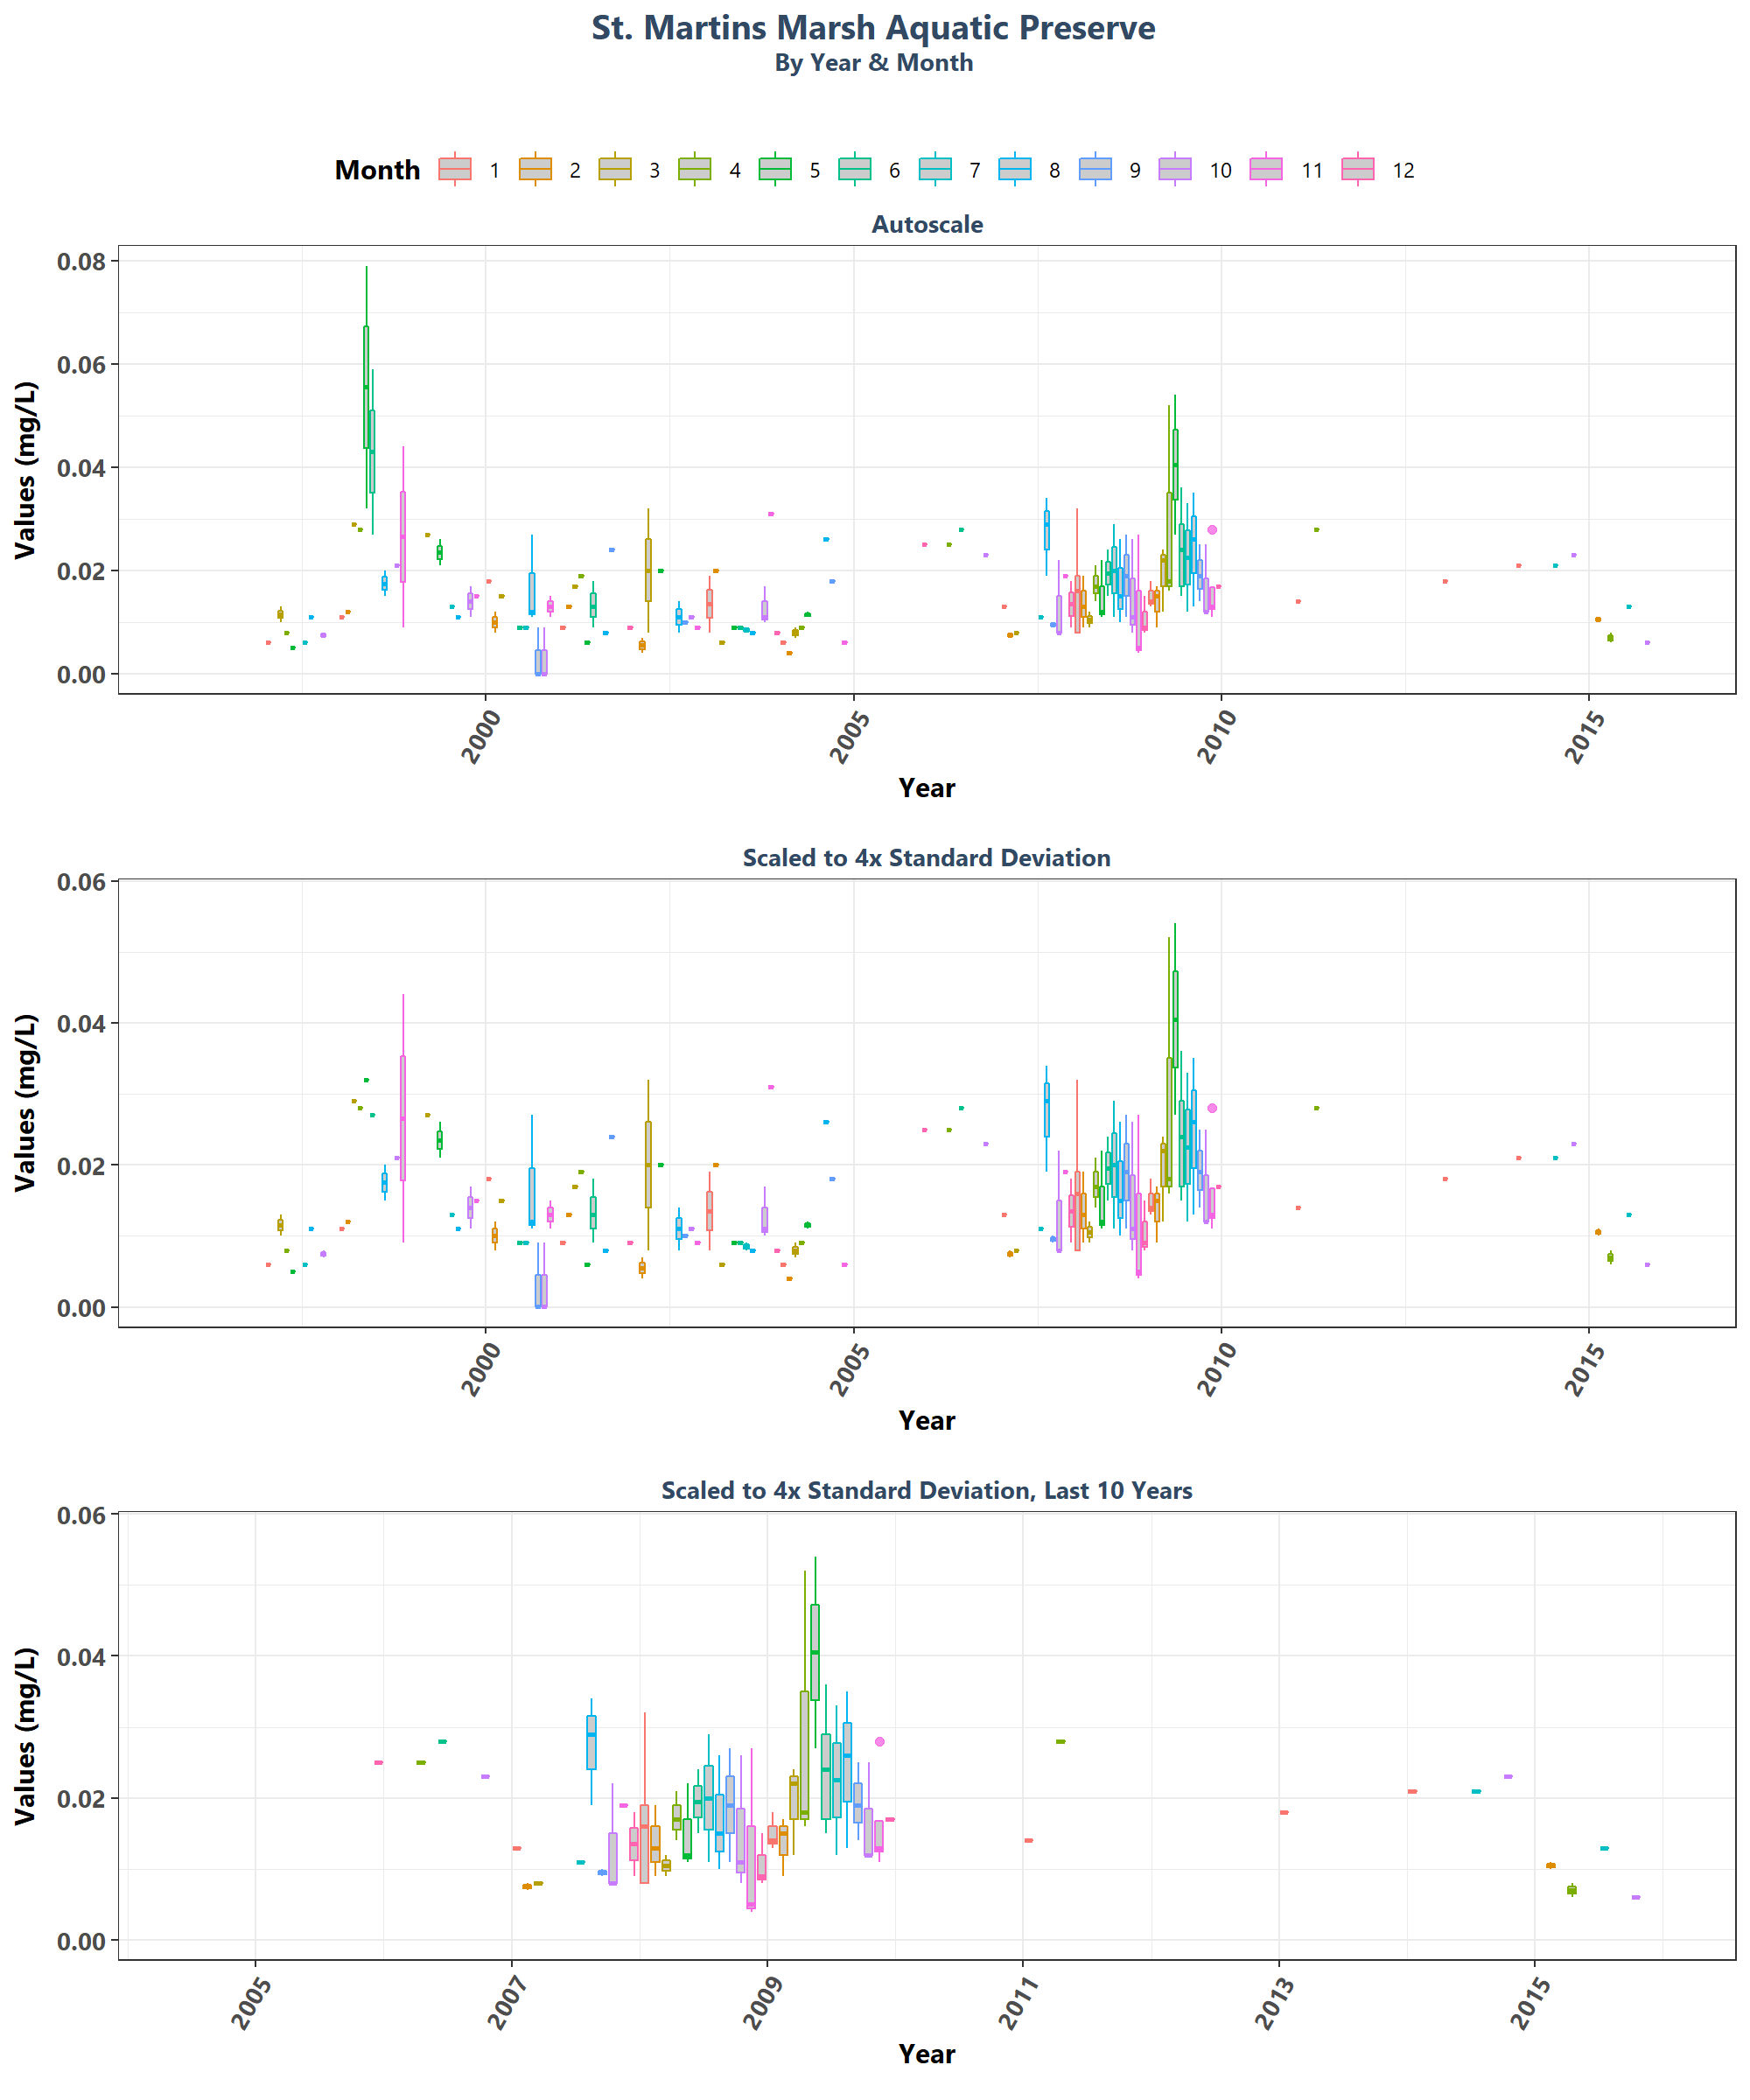 St. Martins Marsh Aquatic Preserve
By Year & Month
Month 1 2 3 4 5 6 7 8 9 10 11 12
Autoscale
Values (mg/L)
0.08
0.06
0.04
0.02
0.00
2000 2005 2010 2015
Year
Scaled to 4x Standard Deviation
Values (mg/L)
0.06
0.04
0.02
0.00
2000 2005 2010 2015
Year
Scaled to 4x Standard Deviation, Last 10 Years
Values (mg/L)
0.06
0.04
0.02
0.00
2005 2007 2009 2011 2013 2015
Year